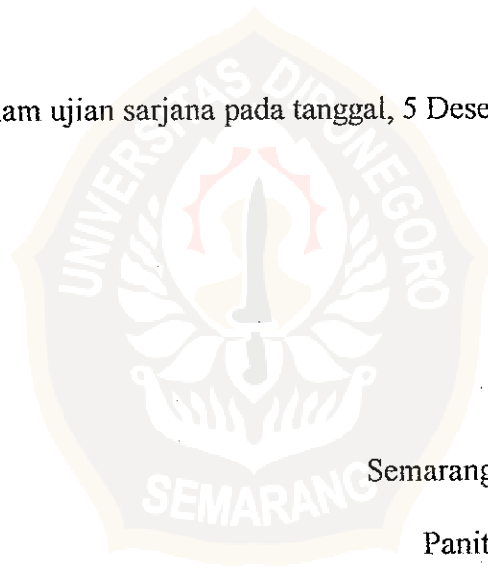 am ujian sarjana pada tanggal, 5 Dese
UNIVERSITAS DIPONEGORO
SEMARANG
Semarang
Panit